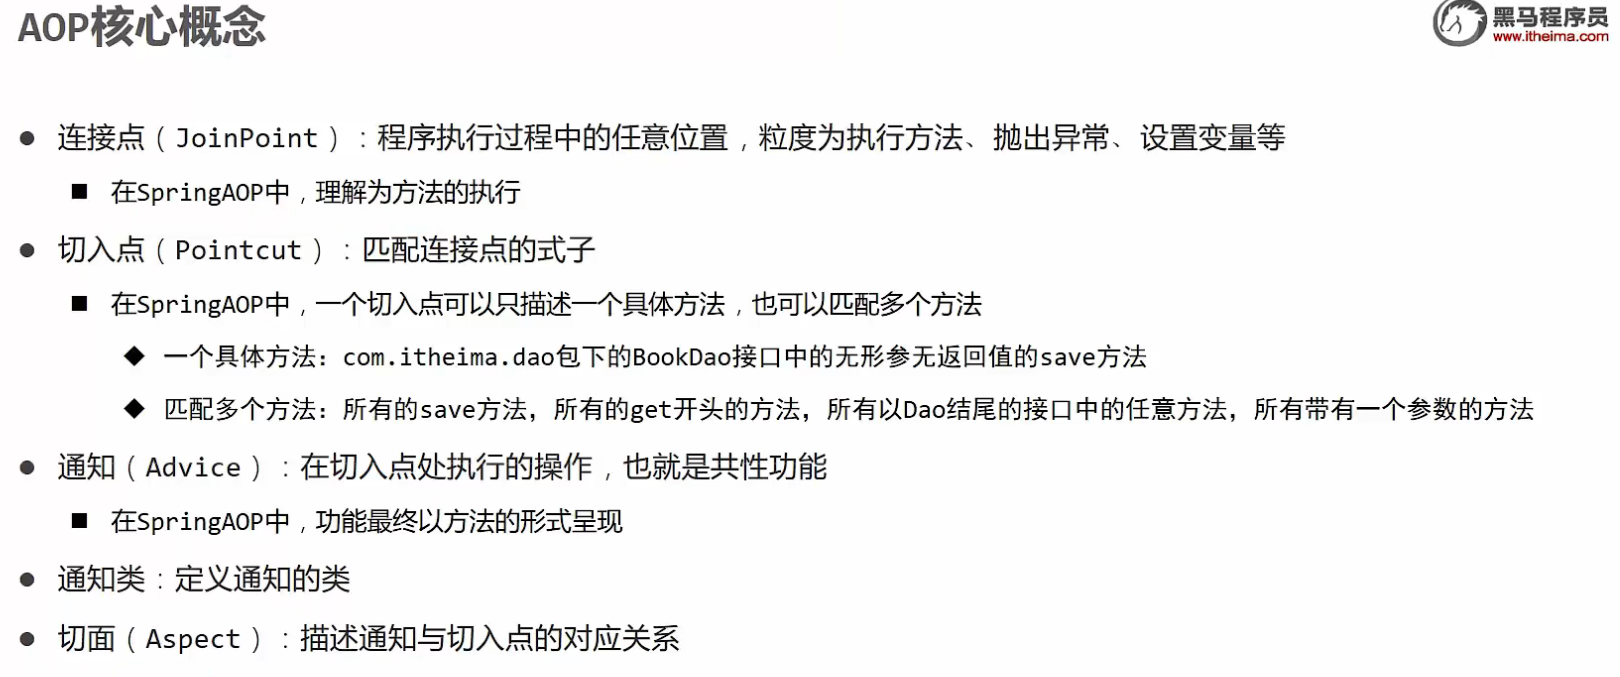 AOP核心概念
黑马程序员
www.itheima.com
● 连接点（JoinPoint）：程序执行过程中的任意位置，粒度为执行方法、抛出异常、设置变量等
■ 在SpringAOP中，理解为方法的执行
● 切入点（Pointcut）：匹配连接点的式子
■ 在SpringAOP中，一个切入点可以只描述一个具体方法，也可以匹配多个方法
◆ 一个具体方法：com.itheima.dao包下的BookDao接口中的无形参无返回值的save方法
◆ 匹配多个方法：所有的save方法，所有的get开头的方法，所有以Dao结尾的接口中的任意方法，所有带有一个参数的方法
● 通知（Advice）：在切入点处执行的操作，也就是共性功能
■ 在SpringAOP中，功能最终以方法的形式呈现
● 通知类：定义通知的类
● 切面（Aspect）：描述通知与切入点的对应关系